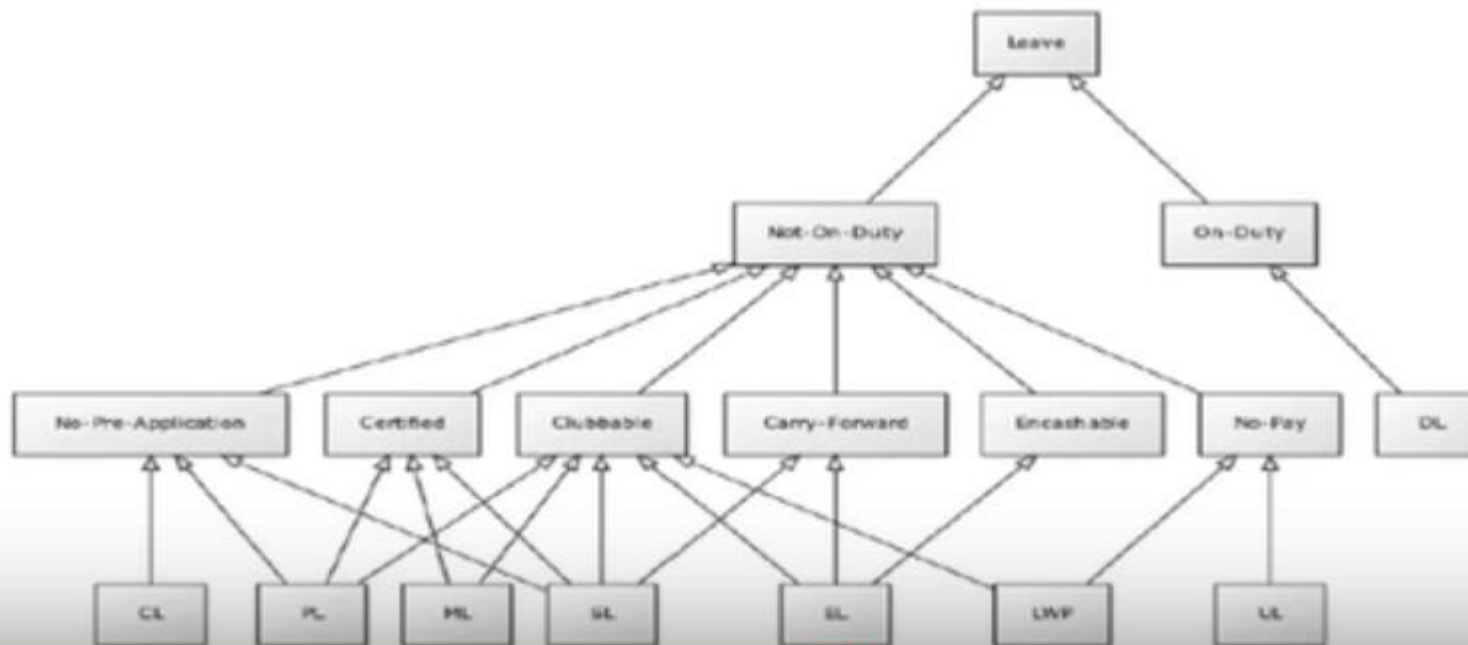 Leave
Not-On-Duty
On-Duty
No-Pre-Application
Certified
Clubbable
Carry-Forward
Encashable
No-Pay
DL
CL
PL
ML
SL
EL
LWP
UL